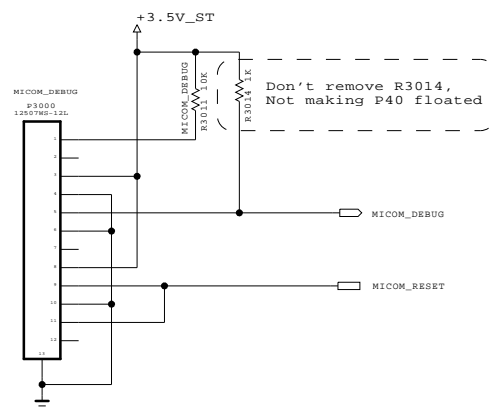 +3.5V_ST
MICOM_DEBUG
P3000
12507WS-12L
MICOM_DEBUG
R3011 10K
R3014 1K
Don't remove R3014,
Not making P40 floated
1
2
3
4
5
6
7
8
9
10
11
12
13
MICOM_DEBUG
MICOM_RESET